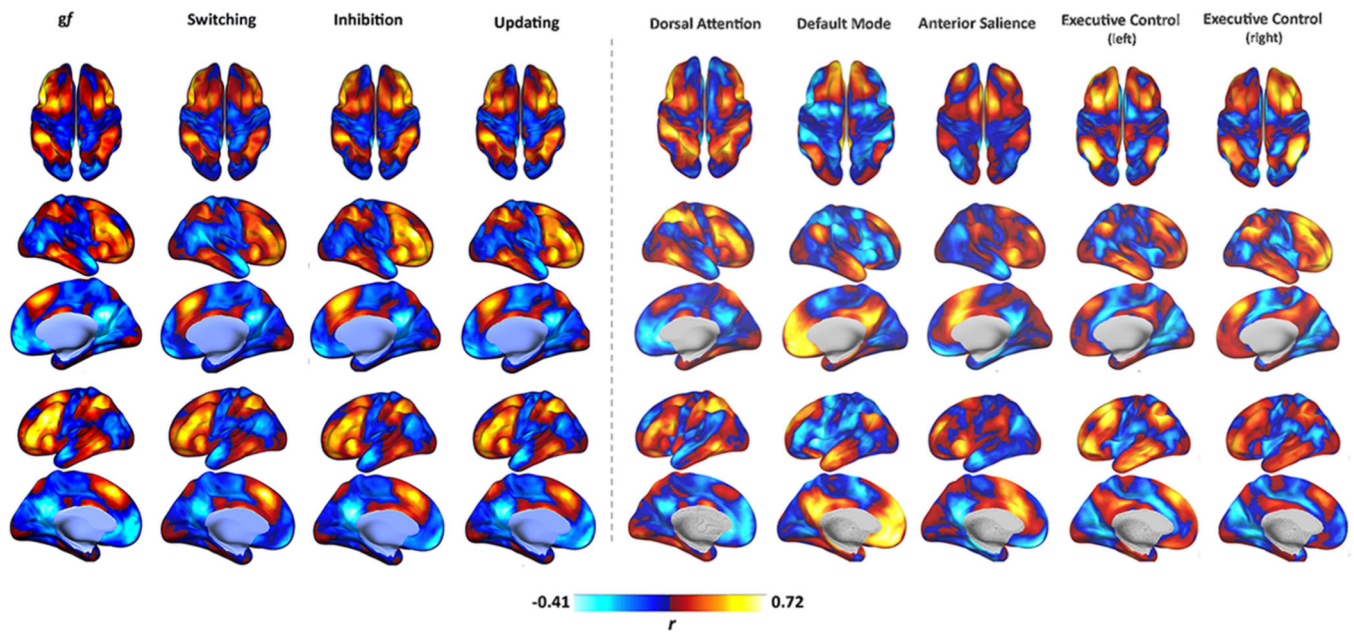 gf
Switching
Inhibition
Updating
Dorsal Attention
Default Mode
Anterior Salience
Executive Control
(left)
Executive Control
(right)
-0.41
0.72
r